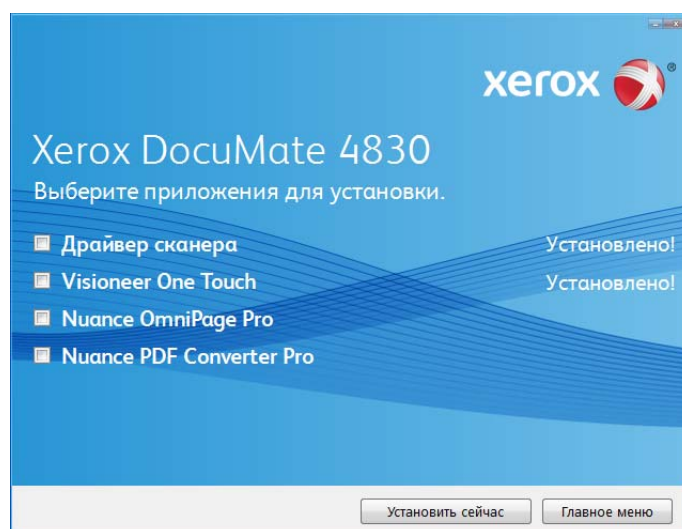 xerox
Xerox DocuMate 4830
Выберите приложения для установки.
Драйвер сканера Установлено!
Visioneer One Touch Установлено!
Nuance OmniPage Pro
Nuance PDF Converter Pro
Установить сейчас Главное меню